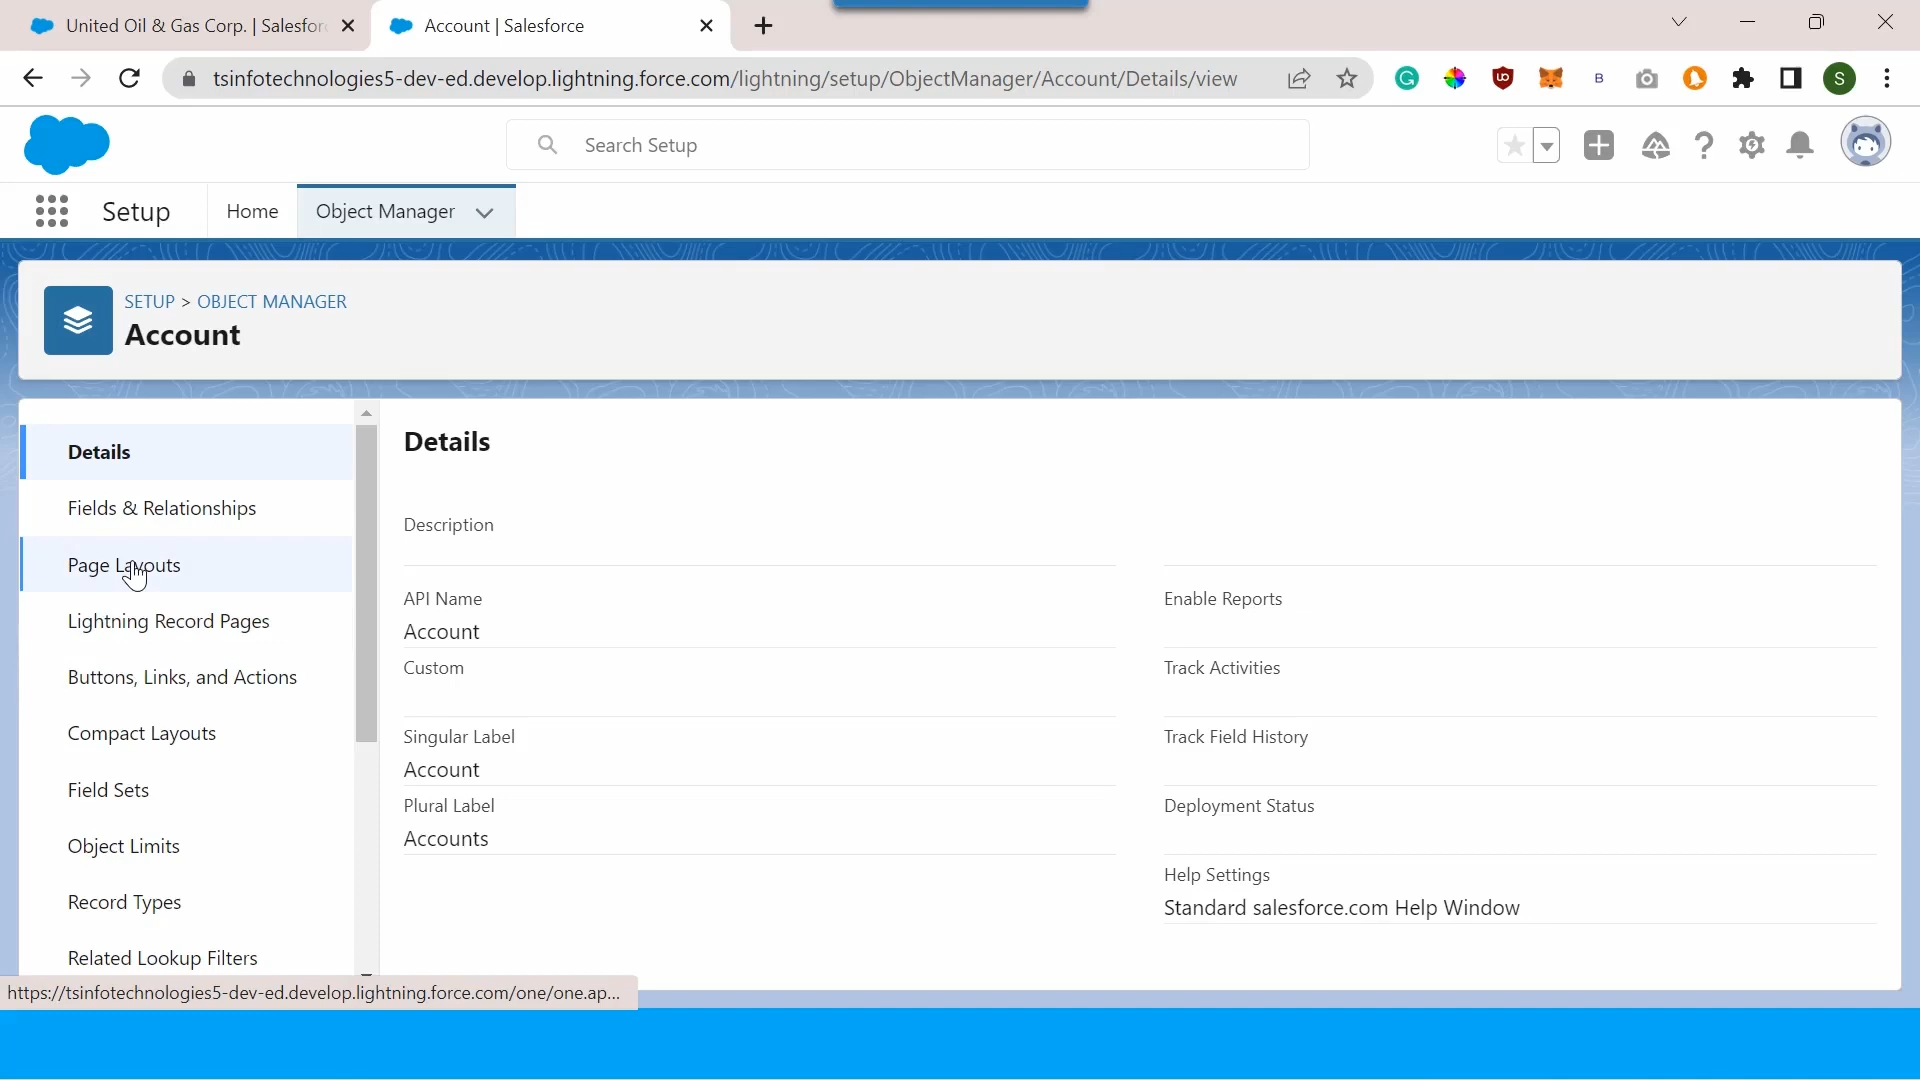 United Oil & Gas Corp. | Salesfor
Account | Salesforce
tsinfotechnologies5-dev-ed.develop.lightning.force.com/lightning/setup/ObjectManager/Account/Details/view
B
S
Search Setup
Setup
Home
Object Manager
SETUP > OBJECT MANAGER
Account
Details
Fields & Relationships
Page Layouts
Lightning Record Pages
Buttons, Links, and Actions
Compact Layouts
Field Sets
Object Limits
Record Types
Related Lookup Filters
Details
Description
API Name
Account
Custom
Singular Label
Account
Plural Label
Accounts
Enable Reports
Track Activities
Track Field History
Deployment Status
Help Settings
Standard salesforce.com Help Window
https://tsinfotechnologies5-dev-ed.develop.lightning.force.com/one/one.ap...